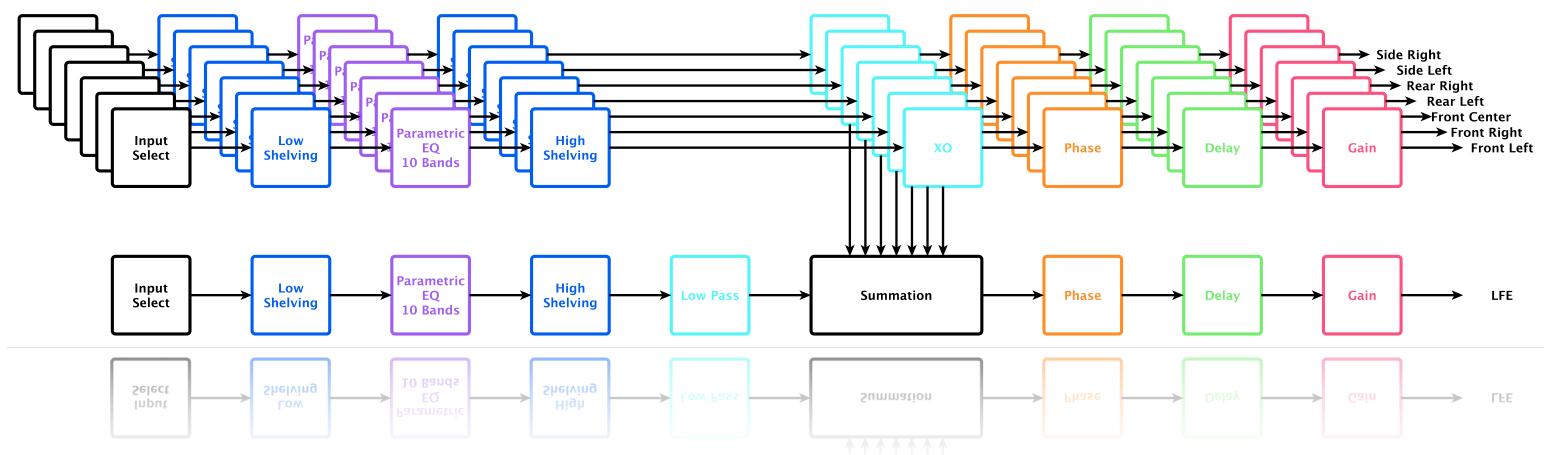 Side Right
Side Left
Rear Right
Rear Left
Front Center
Front Right
Front Left
Input
Select
Low
Shelving
Parametric
EQ
10 Bands
High
Shelving
XO
Phase
Delay
Gain
Input
Select
Low
Shelving
Parametric
EQ
10 Bands
High
Shelving
Low Pass
Summation
Phase
Delay
Gain
LFE